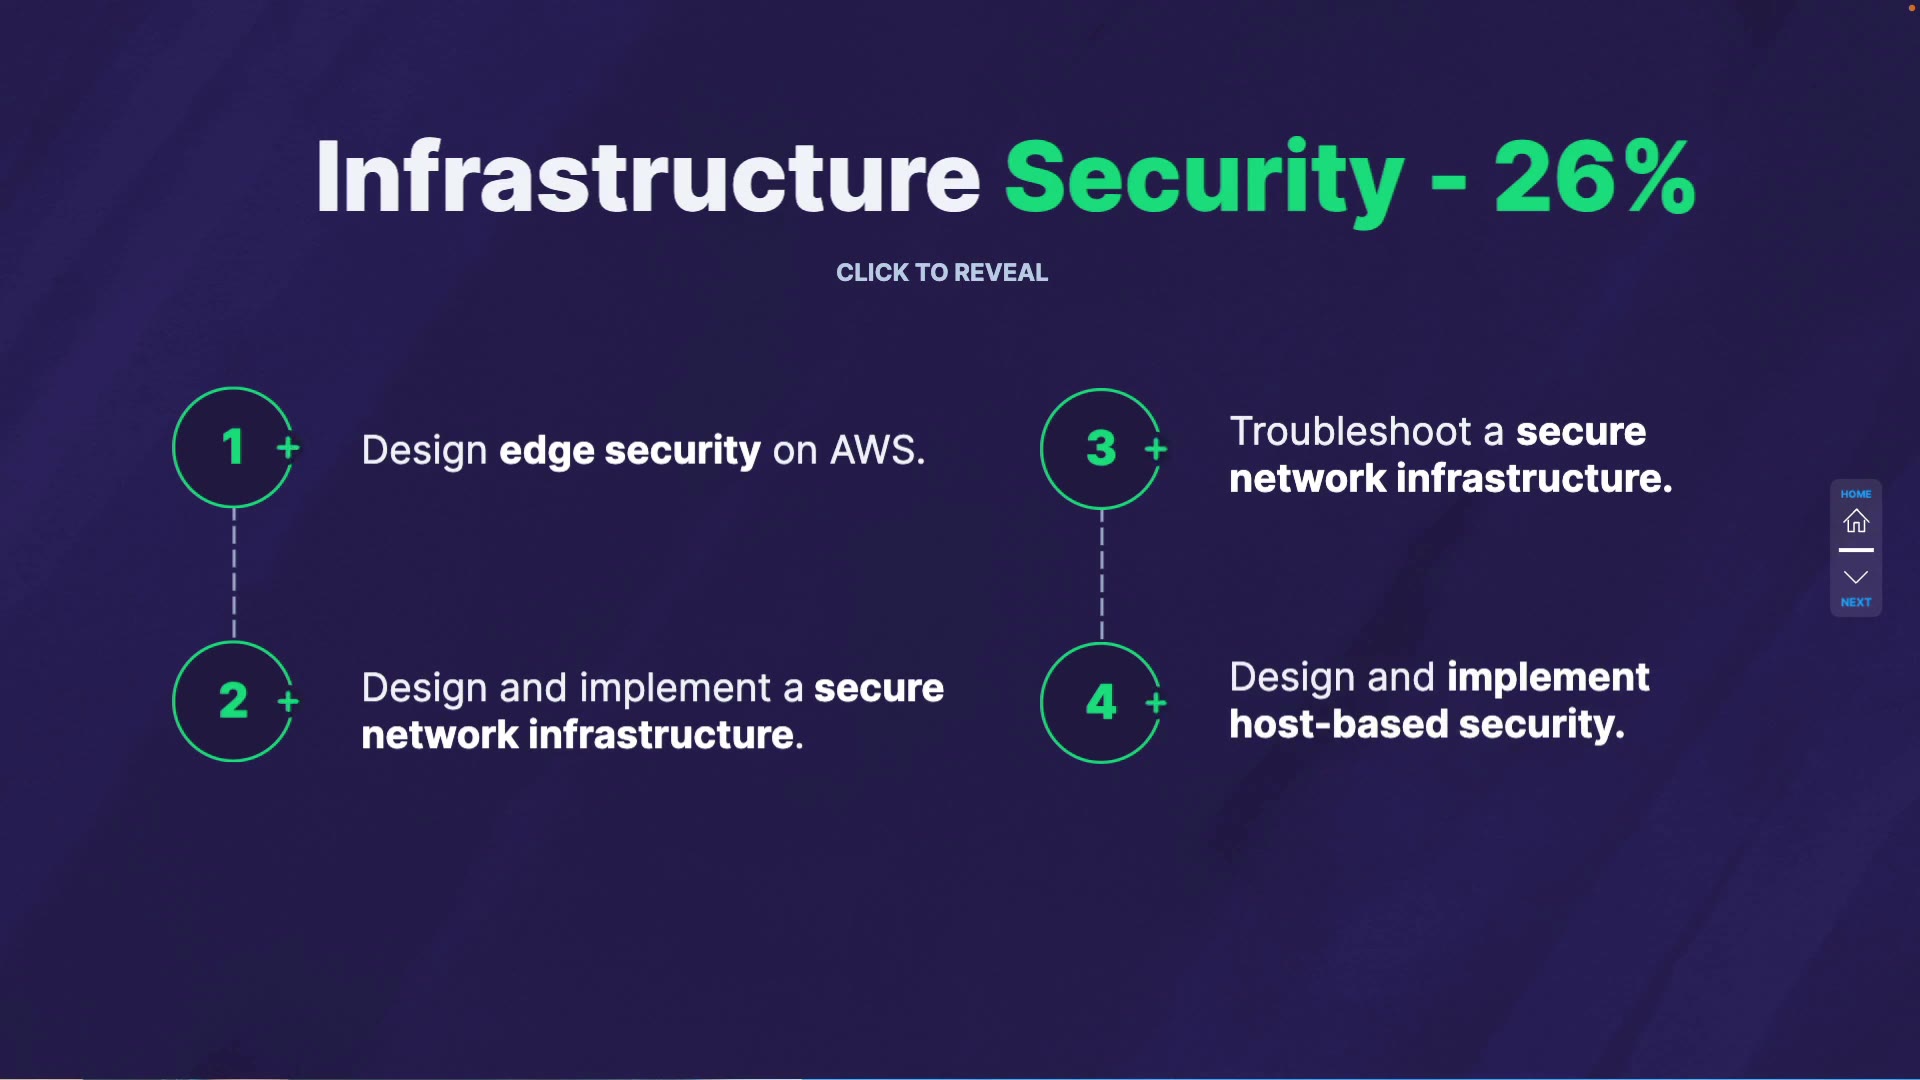 Infrastructure Security - 26%
CLICK TO REVEAL
1
Design edge security on AWS.
2
Design and implement a secure
network infrastructure.
3
Troubleshoot a secure
network infrastructure.
4
Design and implement
host-based security.
HOME
NEXT